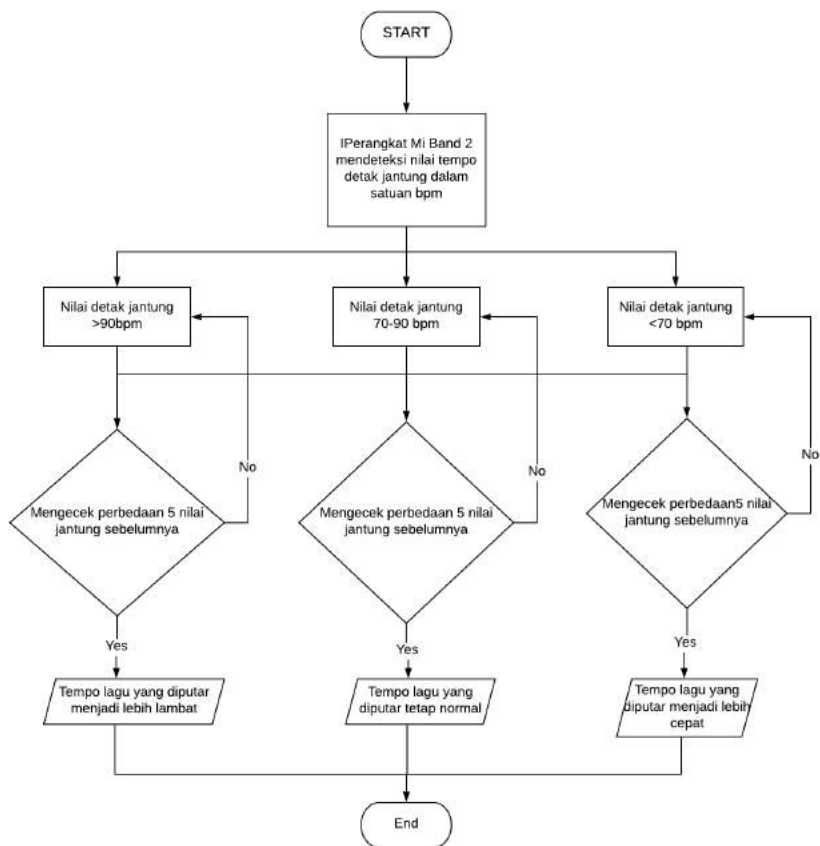 START
IPerangkat Mi Band 2
mendeteksi nilai tempo
detak jantung dalam
satuan bpm
Nilai detak jantung
>90bpm
Nilai detak jantung
70-90 bpm
Nilai detak jantung
<70 bpm
No
No
No
Mengecek perbedaan 5 nilai
jantung sebelumnya
Mengecek perbedaan 5 nilai
jantung sebelumnya
Mengecek perbedaan5 nilai
jantung sebelumnya
Yes
Yes
Yes
Tempo lagu yang diputar
menjadi lebih lambat
Tempo lagu yang
diputar tetap normal
Tempo lagu yang
diputar menjadi lebih
cepat
End